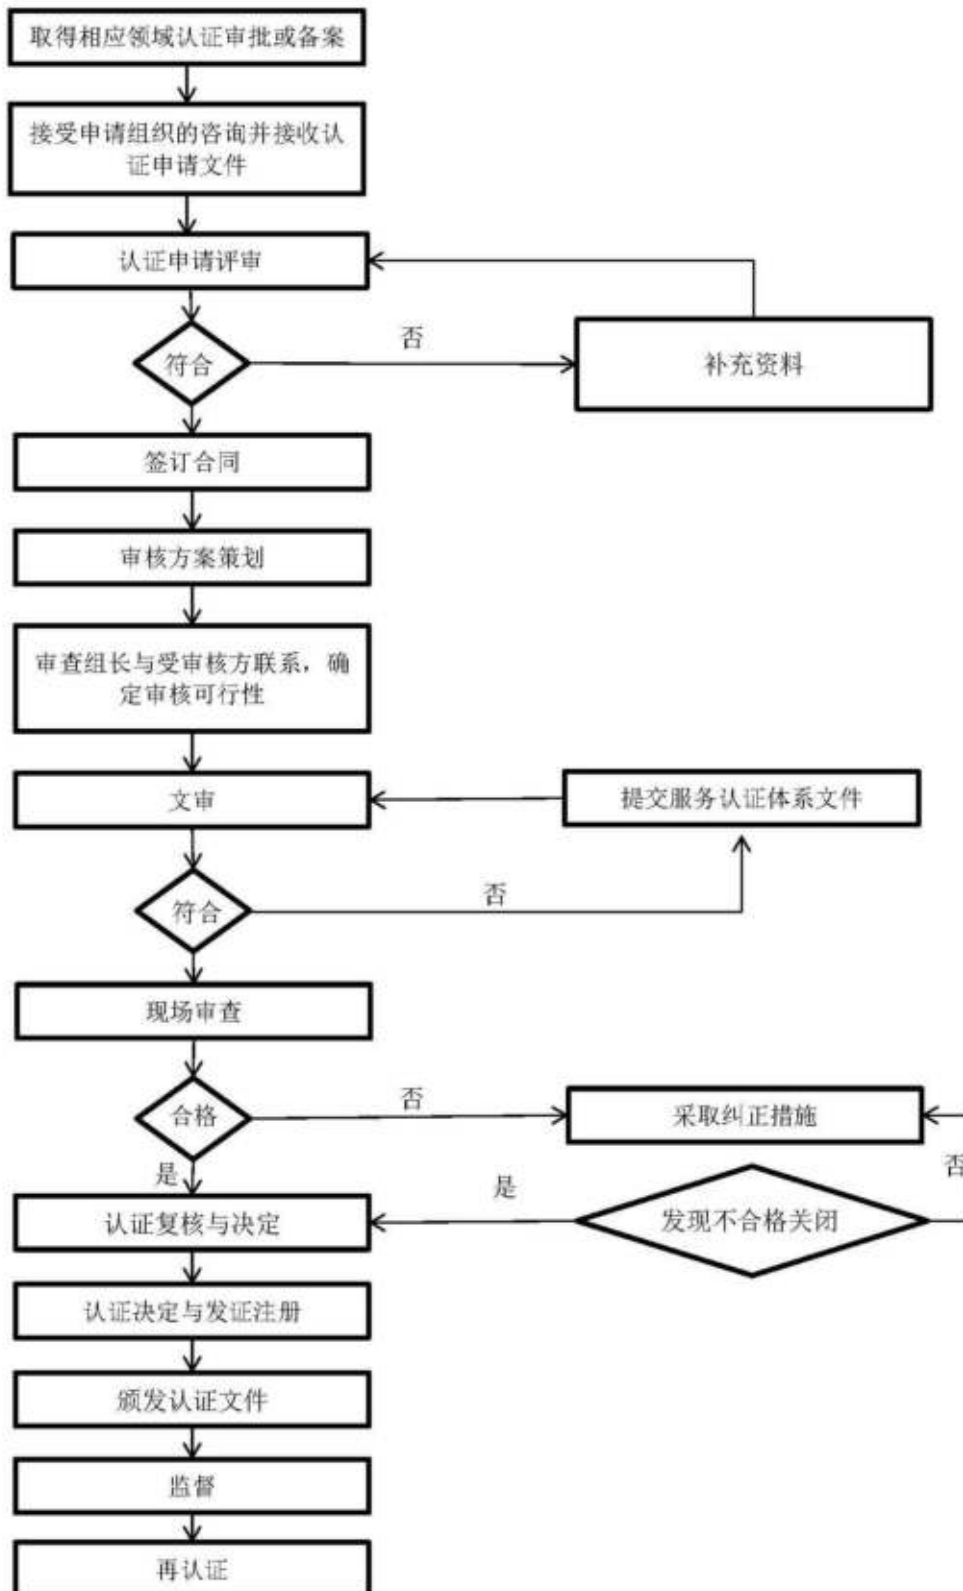 取得相应领域认证审批或备案
接受申请组织的咨询并接收认
证申请文件
认证申请评审
否
符合
补充资料
签订合同
审核方案策划
审查组长与受审核方联系，确
定审核可行性
文审
提交服务认证体系文件
否
符合
现场审查
否
合格
采取纠正措施
是
否
是
认证复核与决定
发现不合格关闭
认证决定与发证注册
颁发认证文件
监督
再认证